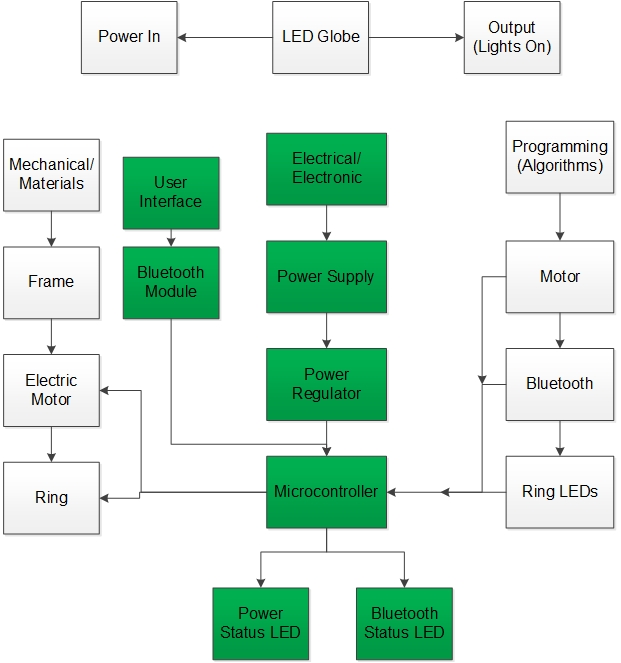 Power In
LED Globe
Output
(Lights On)
Mechanical/
Materials
User
Interface
Electrical/
Electronic
Programming
(Algorithms)
Frame
Bluetooth
Module
Power Supply
Motor
Electric
Motor
Power
Regulator
Bluetooth
Ring
Microcontroller
Ring LEDs
Power
Status LED
Bluetooth
Status LED